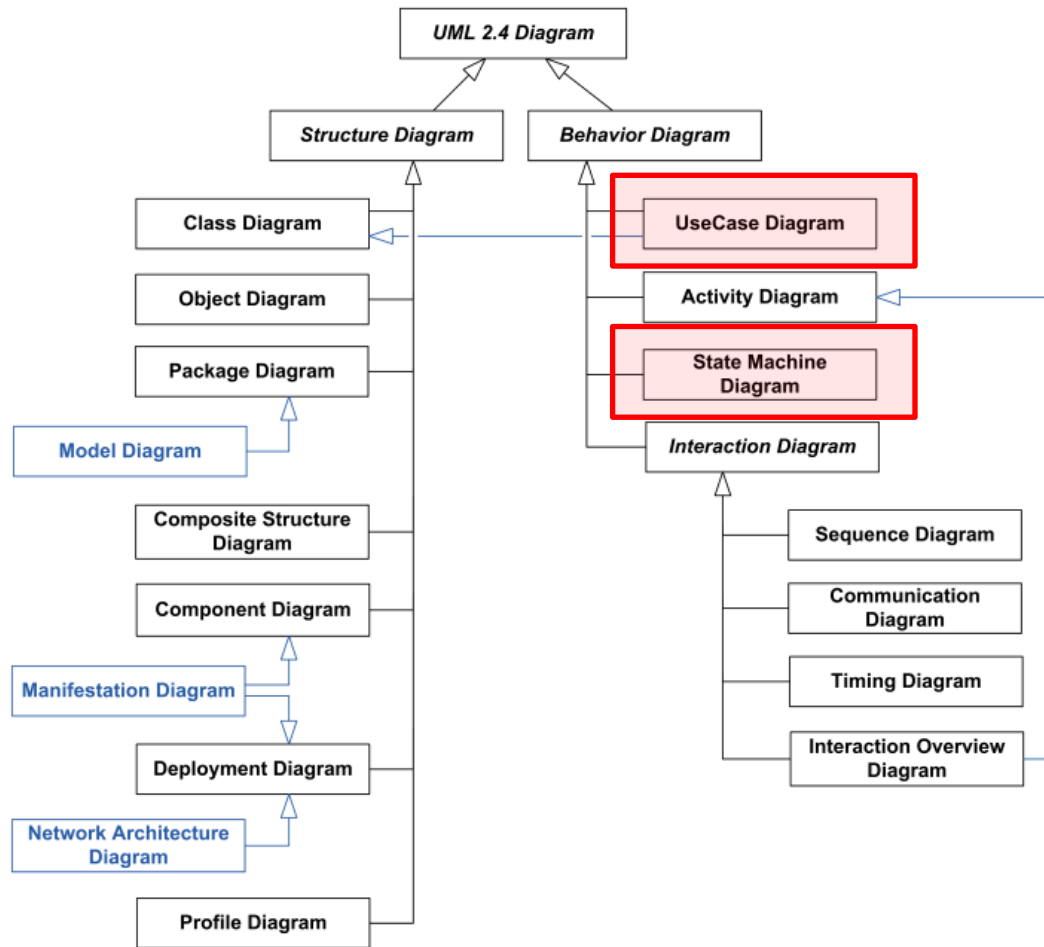 UML 2.4 Diagram
Structure Diagram
Behavior Diagram
Class Diagram
UseCase Diagram
Object Diagram
Activity Diagram
Package Diagram
State Machine
Diagram
Model Diagram
Interaction Diagram
Composite Structure
Diagram
Sequence Diagram
Component Diagram
Communication
Diagram
Manifestation Diagram
Timing Diagram
Deployment Diagram
Interaction Overview
Diagram
Network Architecture
Diagram
Profile Diagram